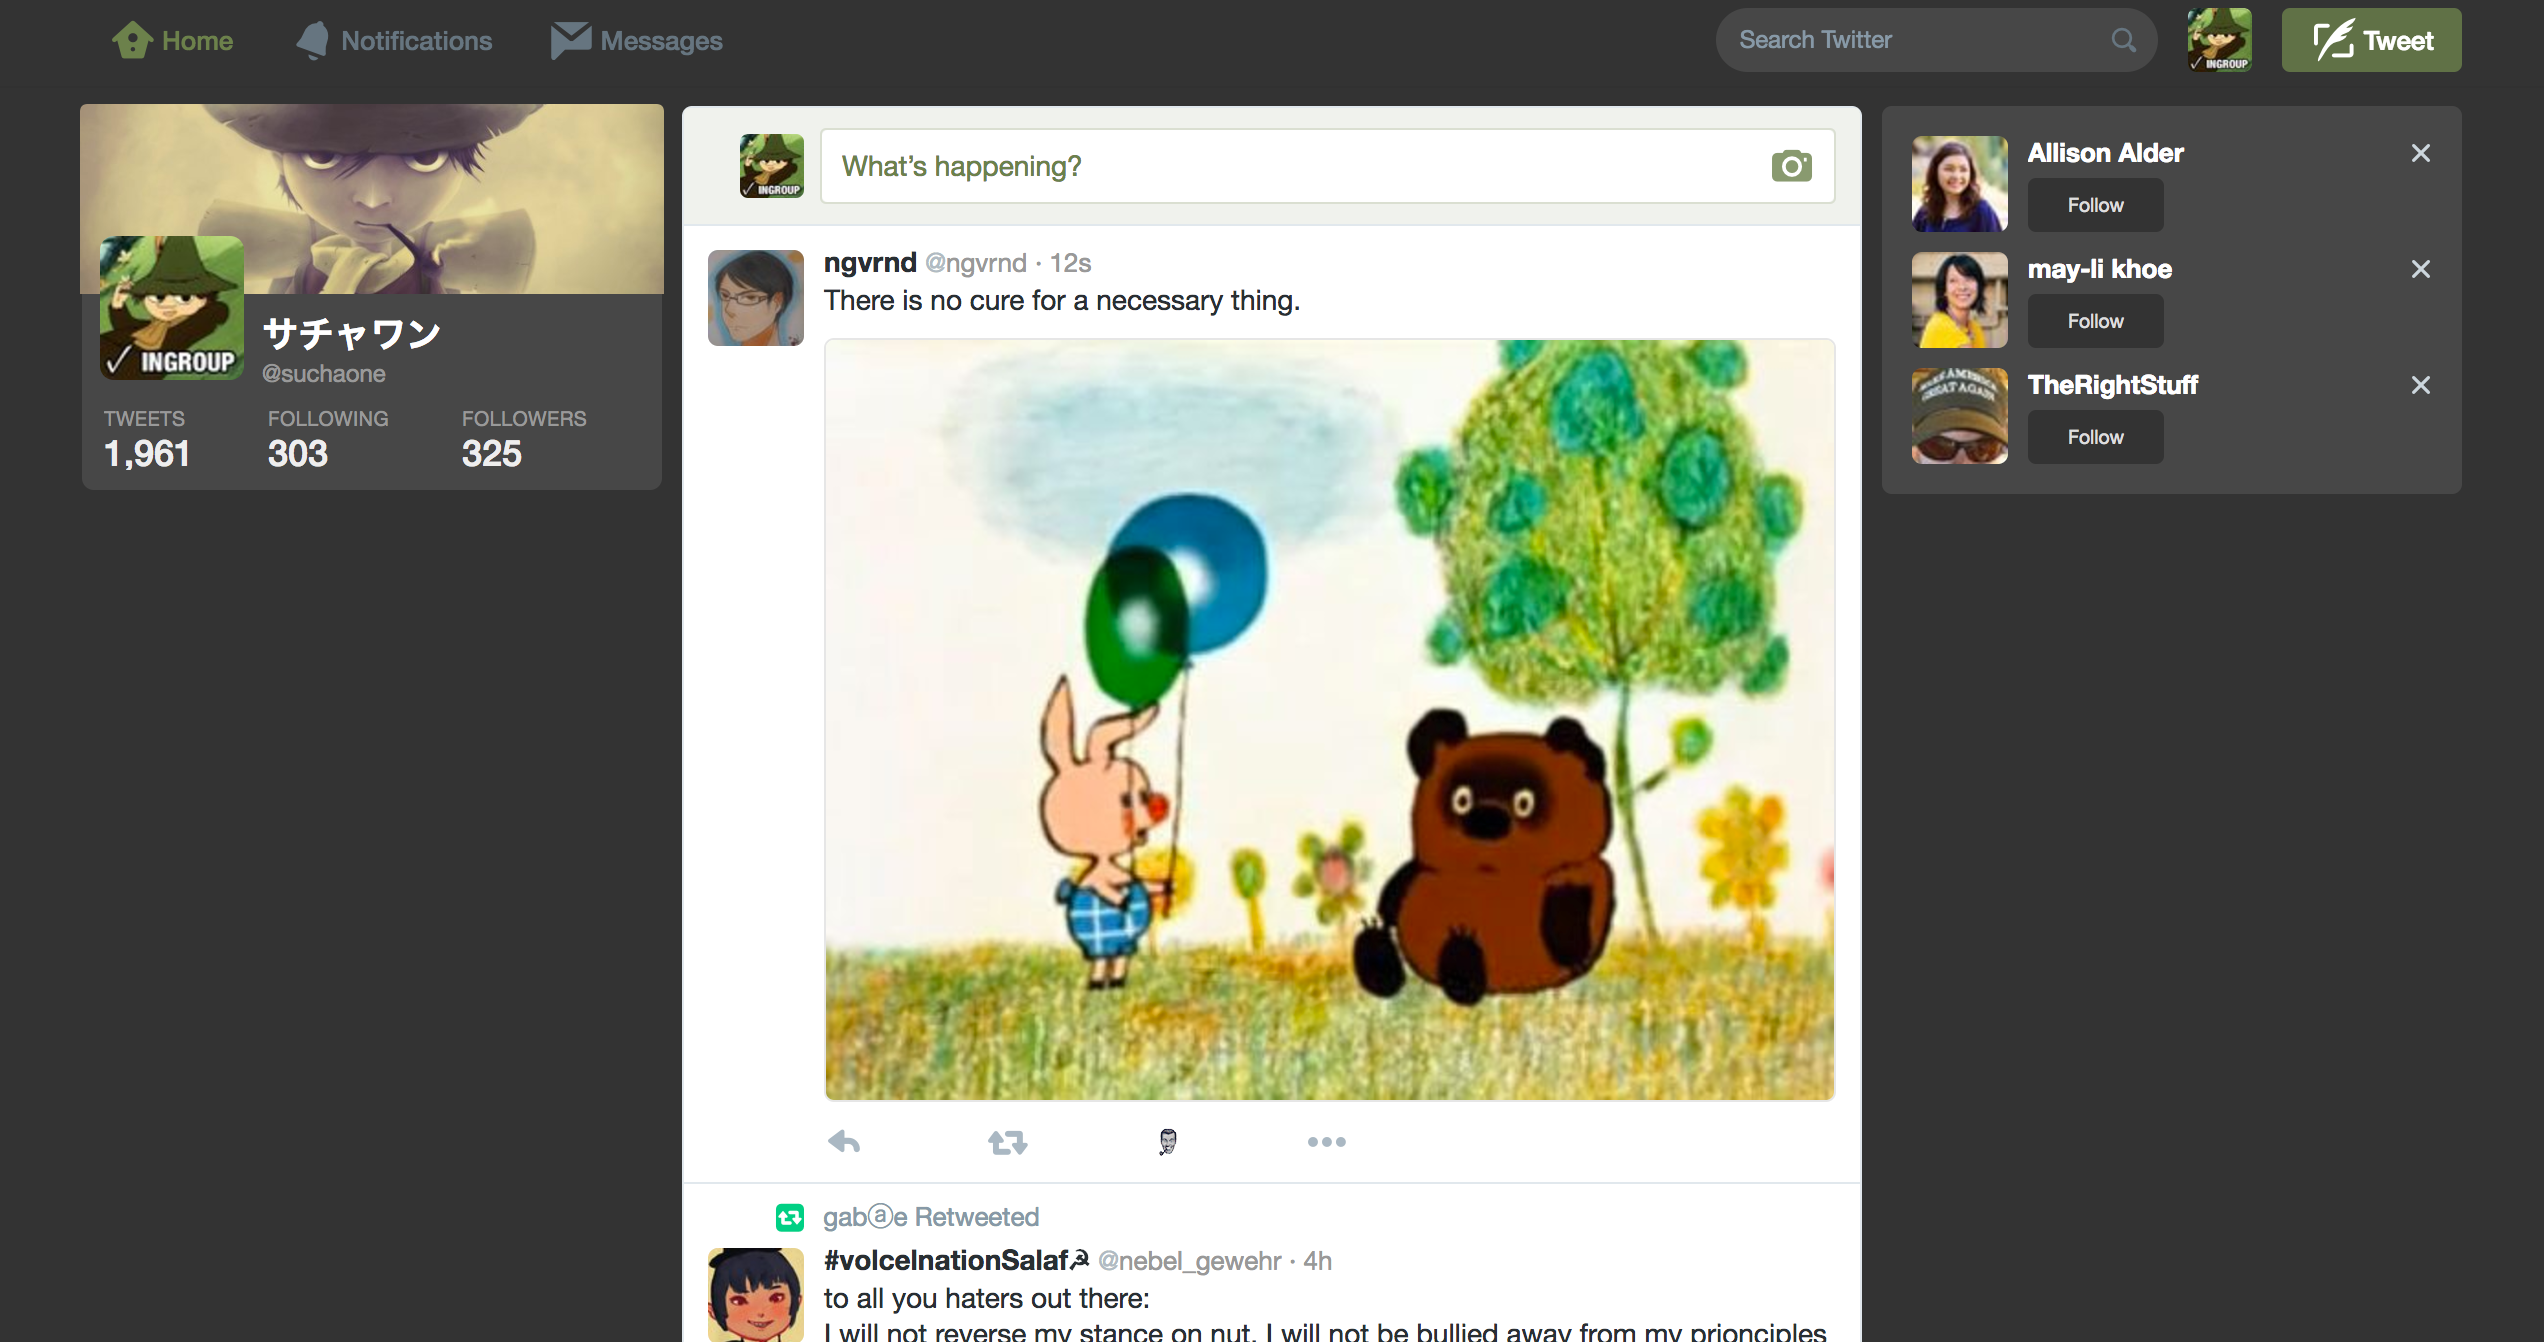 Home
Notifications
Messages
Search Twitter
✓ INGROUP
Tweet
✓ INGROUP
サチャワン
@suchaone
TWEETS
FOLLOWING
FOLLOWERS
1,961
303
325
✓ INGROUP
What's happening?
ngvrnd @ngvrnd · 12s
There is no cure for a necessary thing.
gabⓐe Retweeted
#volcelnationSalaf☭ @nebel_gewehr · 4h
to all you haters out there:
I will not reverse my stance on nut. I will not be bullied away from my prionciples
Allison Alder
Follow
may-li khoe
Follow
TheRightStuff
MAKE AMERICA
GREAT AGAIN
Follow